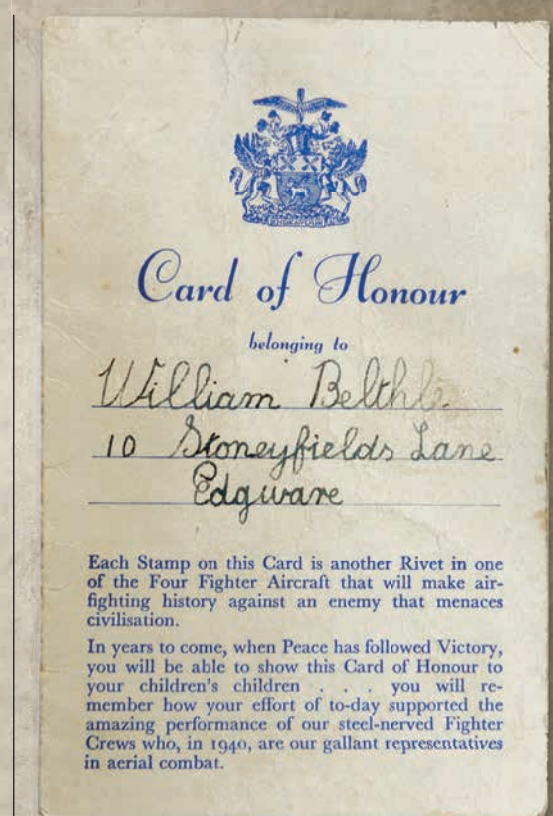 Card of Honour
belonging to
William
10 Stoneyfields Lane
Edgware
Each Stamp on this Card is another Rivet in one
of the Four Fighter Aircraft that will make air-
fighting history against an enemy that menaces
civilisation.
In years to come, when Peace has followed Victory,
you will be able to show this Card of Honour to
your children's children . . . you will re-
member how your effort of to-day supported the
amazing performance of our steel-nerved Fighter
Crews who, in 1940, are our gallant representatives
in aerial combat.